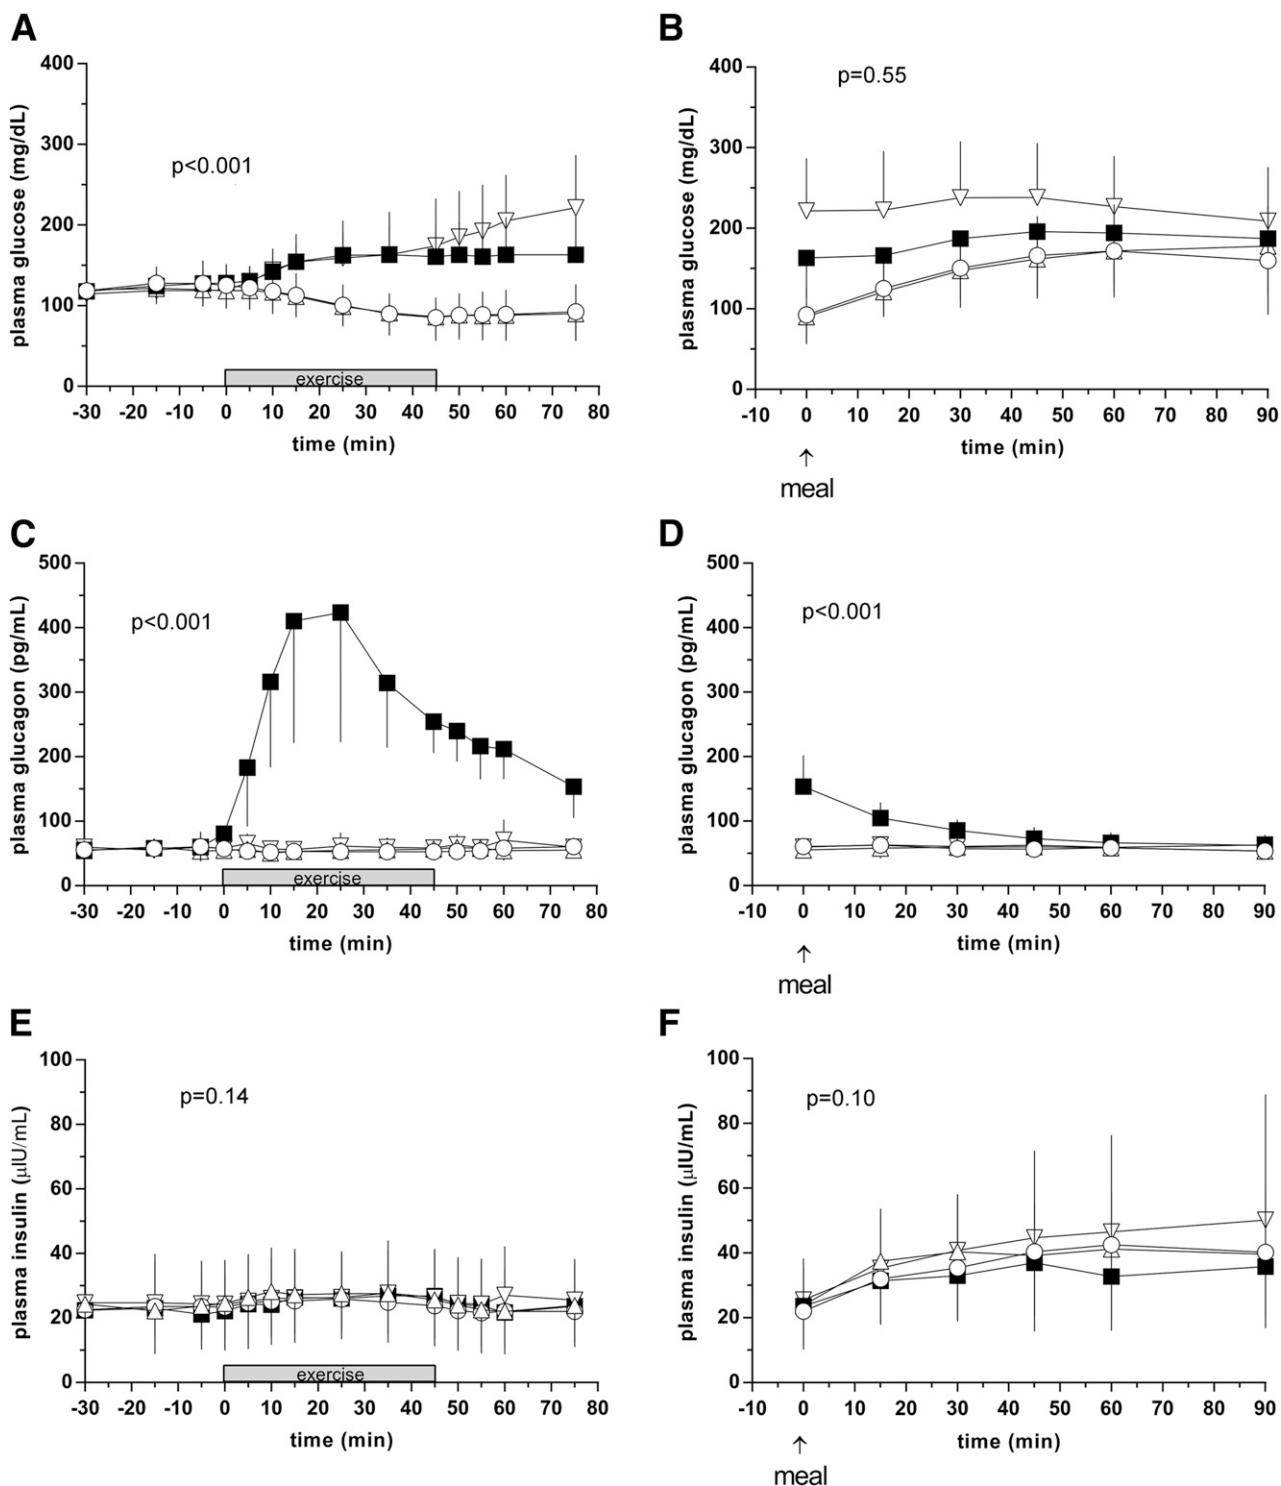 A
plasma glucose (mg/dL)
400
300
200
100
0
p<0.001
exercise
-30 -20 -10 0 10 20 30 40 50 60 70 80
time (min)
B
plasma glucose (mg/dL)
400
300
200
100
0
p=0.55
-10 0 10 20 30 40 50 60 70 80 90
time (min)
↑
meal
C
plasma glucagon (pg/mL)
500
400
300
200
100
0
p<0.001
exercise
-30 -20 -10 0 10 20 30 40 50 60 70 80
time (min)
D
plasma glucagon (pg/mL)
500
400
300
200
100
0
p<0.001
-10 0 10 20 30 40 50 60 70 80 90
time (min)
↑
meal
E
plasma insulin (μIU/mL)
100
80
60
40
20
0
p=0.14
exercise
-30 -20 -10 0 10 20 30 40 50 60 70 80
time (min)
F
plasma insulin (μIU/mL)
100
80
60
40
20
0
p=0.10
-10 0 10 20 30 40 50 60 70 80 90
time (min)
↑
meal